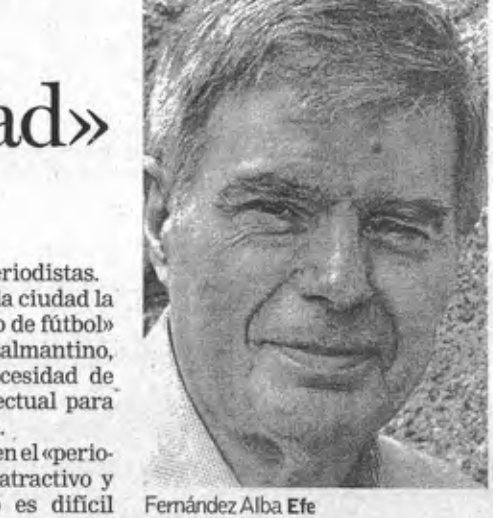 ad»
eriodistas.
la ciudad la
o de fútbol»
almantino,
cesidad de
ectual para
.
en el «perio-
atractivo y
o es difícil
Fernández Alba Efe